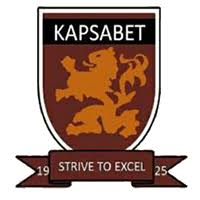 KAPSABET
19 STRIVE TO EXCEL 25